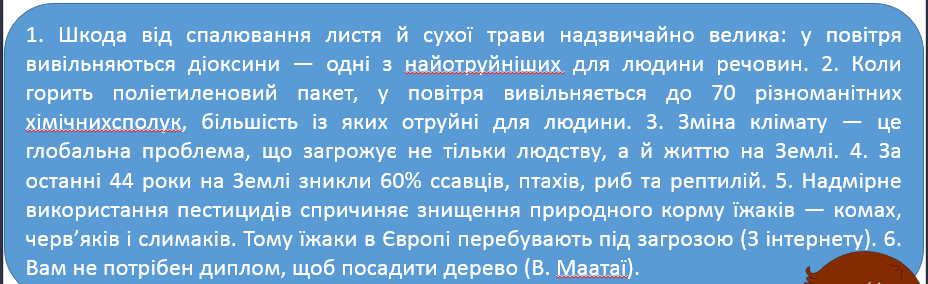 1. Шкода від спалювання листя й сухої трави надзвичайно велика: у повітря
вивільняються діоксини — одні з найотруйніших для людини речовин. 2. Коли
горить поліетиленовий пакет, у повітря вивільняється до 70 різноманітних
хімічнихсполук, більшість із яких отруйні для людини. 3. Зміна клімату — це
глобальна проблема, що загрожує не тільки людству, а й життю на Землі. 4. За
останні 44 роки на Землі зникли 60% ссавців, птахів, риб та рептилій. 5. Надмірне
використання пестицидів спричиняє знищення природного корму їжаків — комах,
черв’яків і слимаків. Тому їжаки в Європі перебувають під загрозою (З інтернету). 6.
Вам не потрібен диплом, щоб посадити дерево (В. Маатаї).